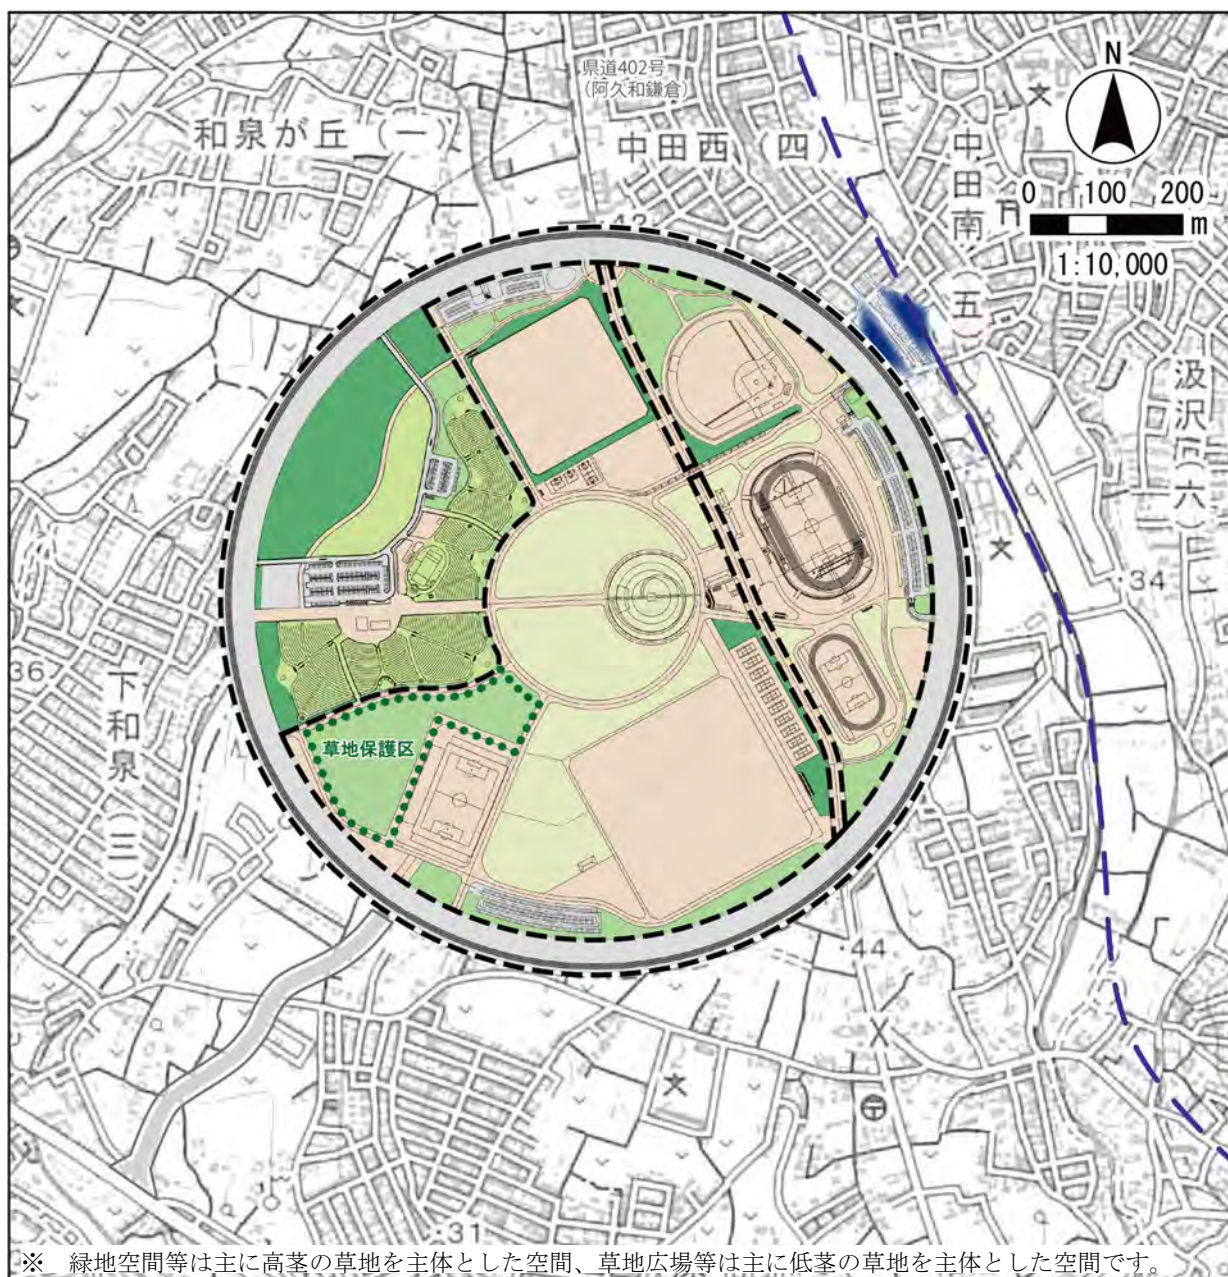 県道402号
(阿久和鎌倉)
N
和泉が丘(一)
中田西(四)
中田南(五)
0 100 200
m
1:10,000
42
汲沢
(六)
34
36
下和泉(三)
草地保護区
44
31
※ 緑地空間等は主に高茎の草地を主体とした空間、草地広場等は主に低茎の草地を主体とした空間です。